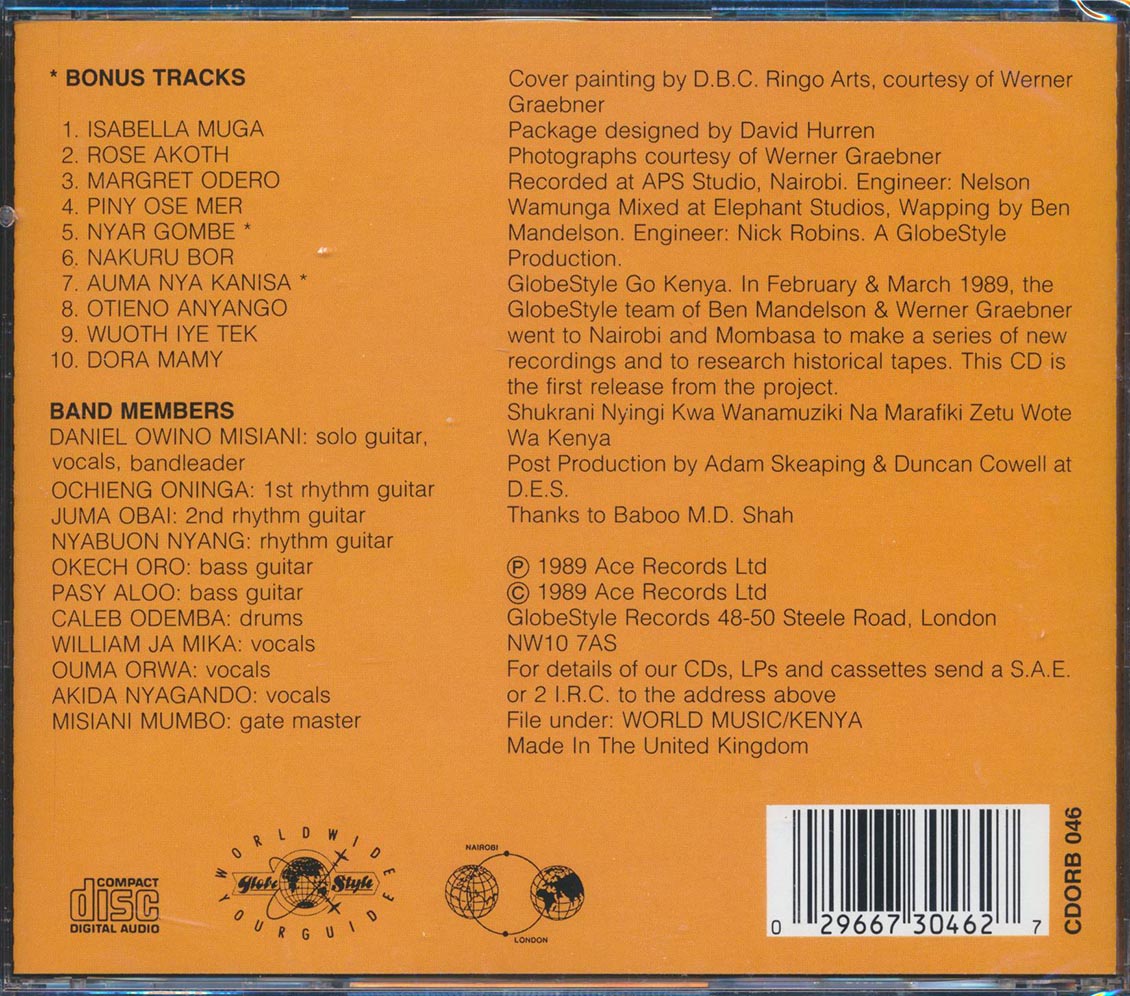 * BONUS TRACKS
1. ISABELLA MUGA
2. ROSE AKOTH
3. MARGRET ODERO
4. PINY OSE MER
5. NYAR GOMBE *
6. NAKURU BOR
7. AUMA NYA KANISA *
8. OTIENO ANYANGO
9. WUOTH IYE TEK
10. DORA MAMY
BAND MEMBERS
DANIEL OWINO MISIANI: solo guitar,
vocals, bandleader
OCHIENG ONINGA: 1st rhythm guitar
JUMA OBAI: 2nd rhythm guitar
NYABUON NYANG: rhythm guitar
OKECH ORO: bass guitar
PASY ALOO: bass guitar
CALEB ODEMBA: drums
WILLIAM JA MIKA: vocals
OUMA ORWA: vocals
AKIDA NYAGANDO: vocals
MISIANI MUMBO: gate master
Cover painting by D.B.C. Ringo Arts, courtesy of Werner
Graebner
Package designed by David Hurren
Photographs courtesy of Werner Graebner
Recorded at APS Studio, Nairobi. Engineer: Nelson
Wamunga Mixed at Elephant Studios, Wapping by Ben
Mandelson. Engineer: Nick Robins. A GlobeStyle
Production.
GlobeStyle Go Kenya. In February & March 1989, the
GlobeStyle team of Ben Mandelson & Werner Graebner
went to Nairobi and Mombasa to make a series of new
recordings and to research historical tapes. This CD is
the first release from the project.
Shukrani Nyingi Kwa Wanamuziki Na Marafiki Zetu Wote
Wa Kenya
Post Production by Adam Skeaping & Duncan Cowell at
D.E.S.
Thanks to Baboo M.D. Shah
℗ 1989 Ace Records Ltd
© 1989 Ace Records Ltd
GlobeStyle Records 48-50 Steele Road, London
NW10 7AS
For details of our CDs, LPs and cassettes send a S.A.E.
or 2 I.R.C. to the address above
File under: WORLD MUSIC/KENYA
Made In The United Kingdom
COMPACT
disc
DIGITAL AUDIO
WORLDWIDE
Globe Style
YOUR GUIDE
NAIROBI
LONDON
0 29667 30462 7
CDORB 046